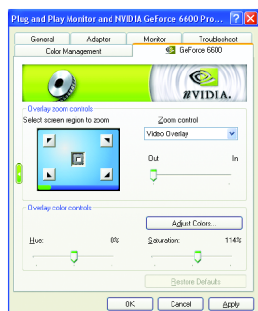 Plug and Play Monitor and NVIDIA GeForce 6600 Pro...
General
Adapter
Monitor
Troubleshoot
Color Management
GeForce 6600
NVIDIA.
Overlay zoom controls
Select screen region to zoom
Zoom control
Video Overlay
Out
In
Overlay color controls
Adjust Colors...
Hue:
0%
Saturation:
114%
Restore Defaults
OK
Cancel
Apply